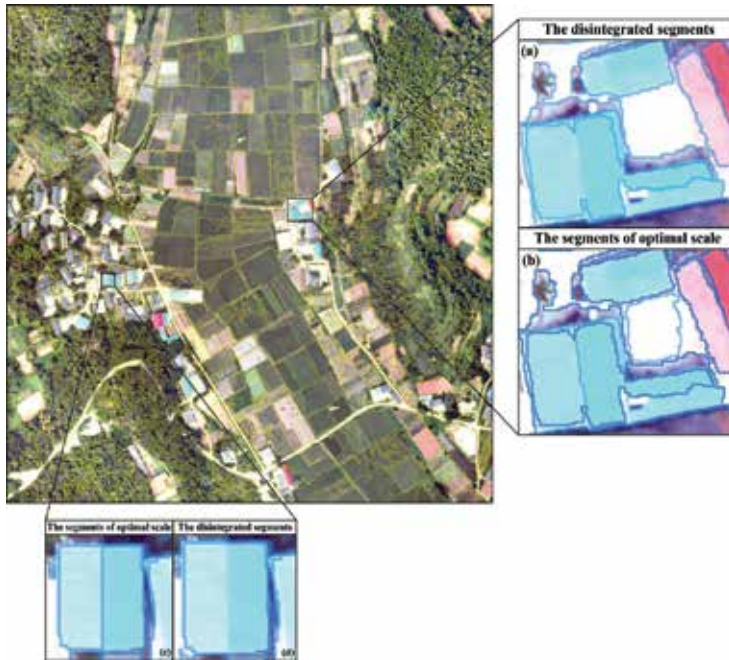 The disintegrated segments
(a)
The segments of optimal scale
(b)
The segments of optimal scale
The disintegrated segments
(c)
(d)